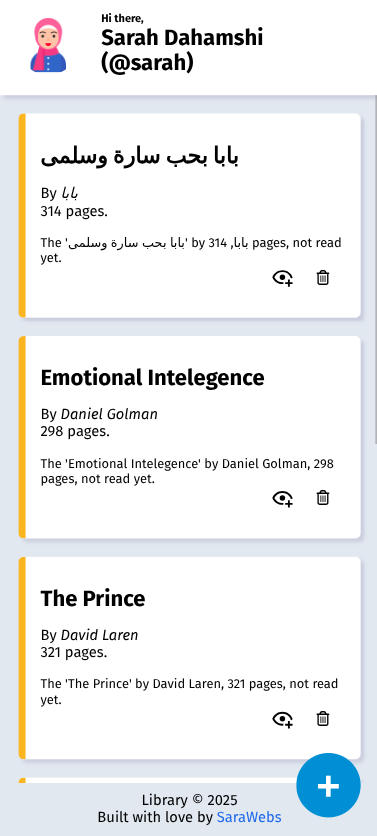 Hi there,
Sarah Dahamshi
(@sarah)
بابا بحب سارة وسلمى
By بابا
314 pages.
The 'بابا بحب سارة وسلمى' by بابا, 314 pages, not read
yet.
Emotional Intelegence
By Daniel Golman
298 pages.
The 'Emotional Intelegence' by Daniel Golman, 298
pages, not read yet.
The Prince
By David Laren
321 pages.
The 'The Prince' by David Laren, 321 pages, not read
yet.
Library © 2025
Built with love by SaraWebs